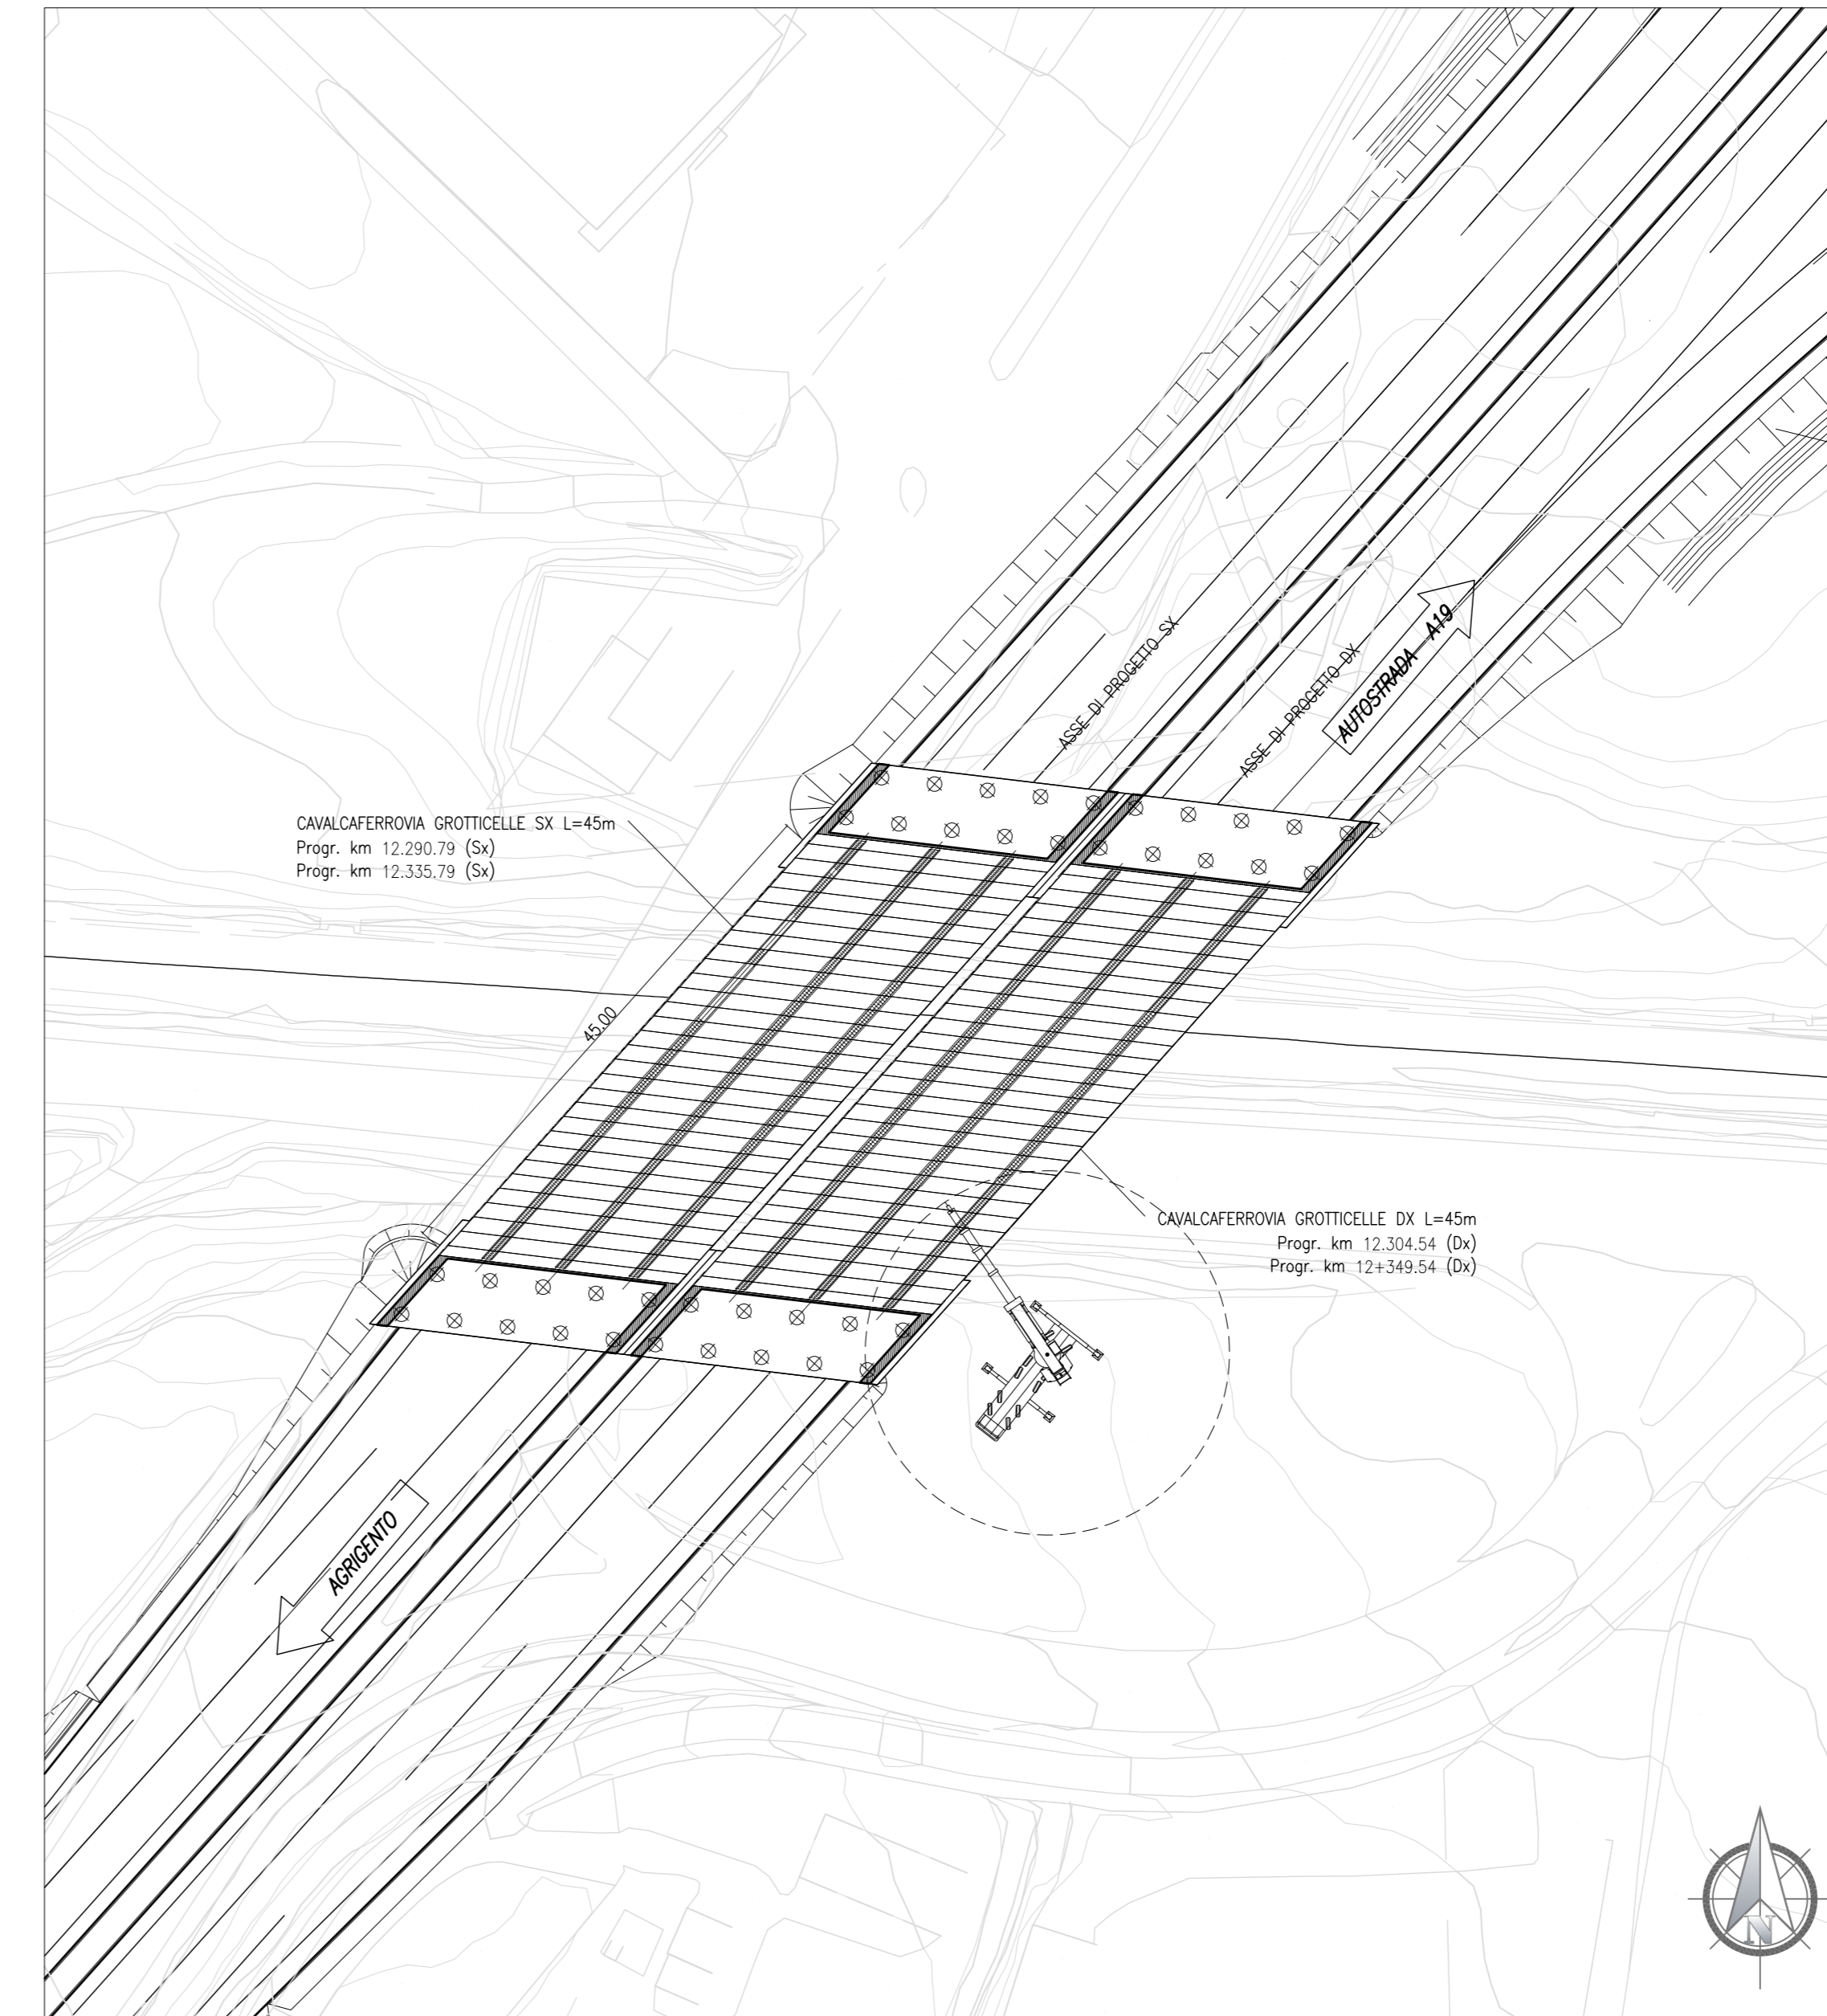 ASSE DI PROGETTO SX
ASSE DI PROGETTO DX
AUTOSTRADA A19
CAVALCAFERROVIA GROTTICELLE SX L=45m
Progr. km 12.290.79 (Sx)
Progr. km 12.335.79 (Sx)
45.00
CAVALCAFERROVIA GROTTICELLE DX L=45m
Progr. km 12.304.54 (Dx)
Progr. km 12+349.54 (Dx)
AGRIGENTO
N